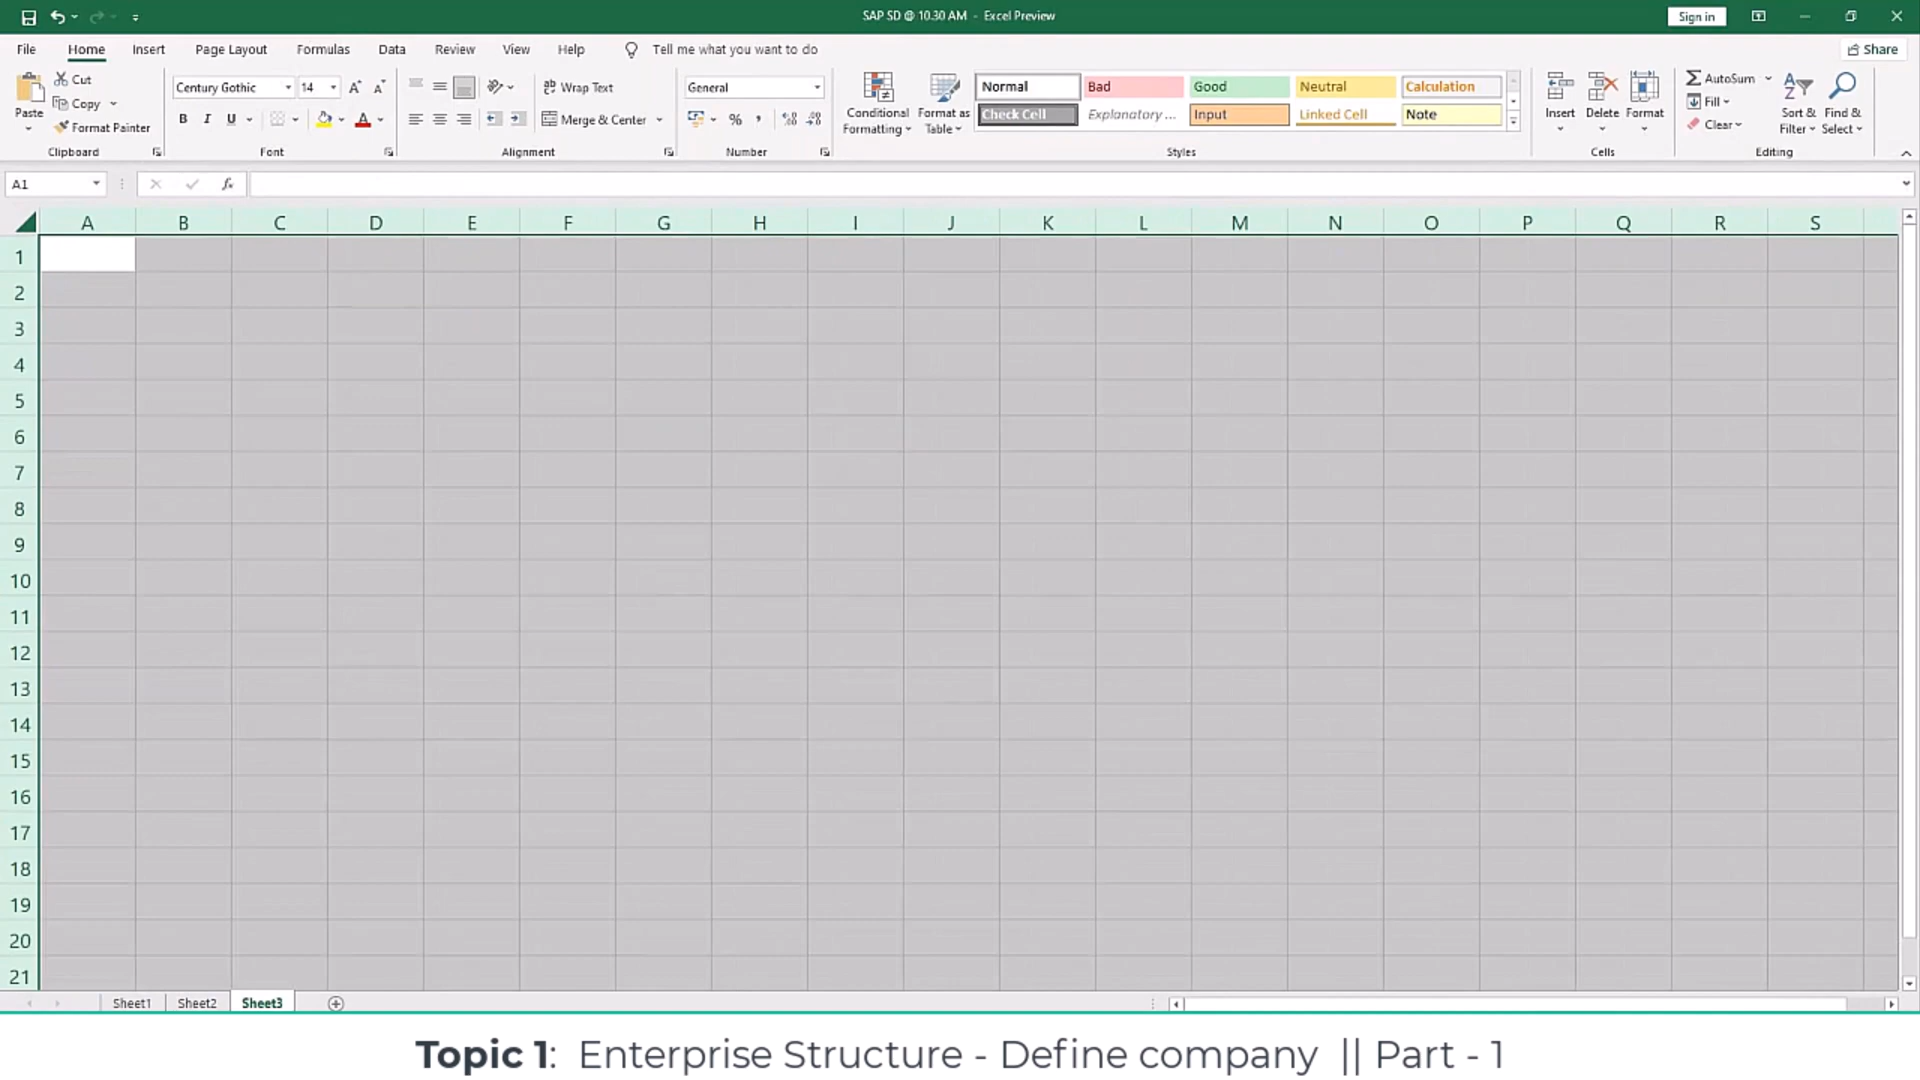 SAP SD @ 10.30 AM - Excel Preview
Sign in
File Home Insert Page Layout Formulas Data Review View Help Tell me what you want to do Share
Paste Cut Copy Format Painter Clipboard
Century Gothic 14 B I U A Font
Wrap Text Merge & Center Alignment
General % , Number
Conditional Formatting Format as Table
Normal Bad Good Neutral Calculation
Check Cell Explanatory ... Input Linked Cell Note
Styles
Insert Delete Format Cells
AutoSum Fill Clear Sort & Filter Find & Select Editing
A1 fx
A B C D E F G H I J K L M N O P Q R S
1
2
3
4
5
6
7
8
9
10
11
12
13
14
15
16
17
18
19
20
21
Sheet1 Sheet2 Sheet3
Topic 1: Enterprise Structure - Define company || Part - 1